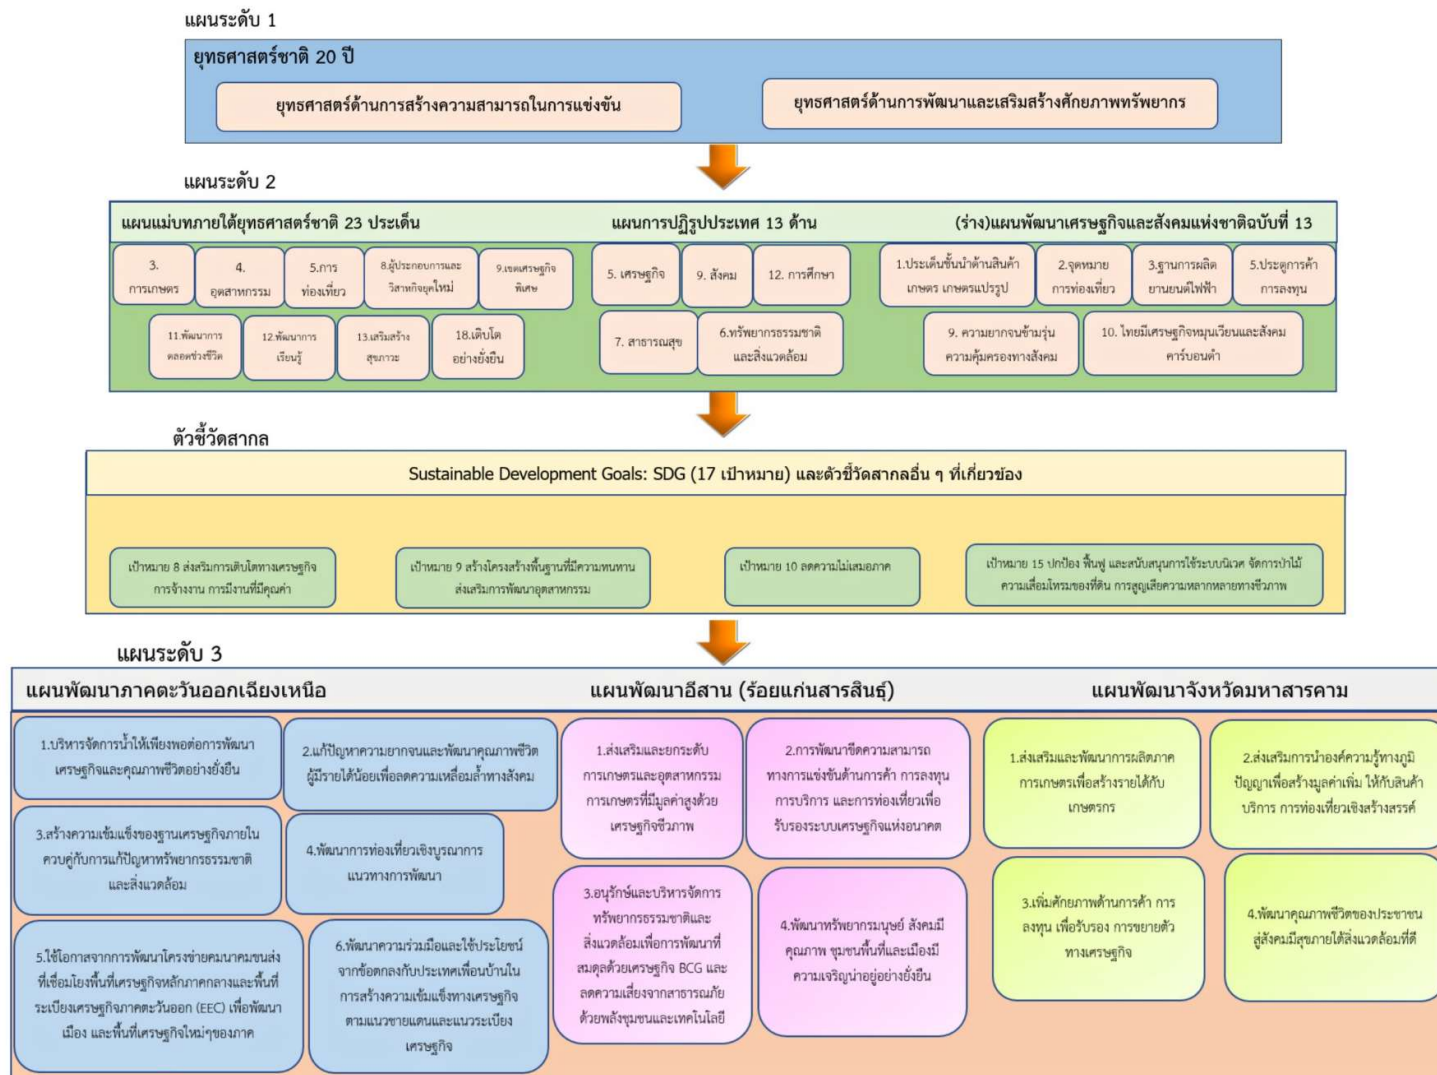 แผนระดับ 1
ยุทธศาสตร์ชาติ 20 ปี
ยุทธศาสตร์ด้านการสร้างความสามารถในการแข่งขัน
ยุทธศาสตร์ด้านการพัฒนาและเสริมสร้างศักยภาพทรัพยากร
แผนระดับ 2
แผนแม่บทภายใต้ยุทธศาสตร์ชาติ 23 ประเด็น
แผนการปฏิรูปประเทศ 13 ด้าน
(ร่าง)แผนพัฒนาเศรษฐกิจและสังคมแห่งชาติฉบับที่ 13
3.
การเกษตร
4.
อุตสาหกรรม
5.การ
ท่องเที่ยว
8.ผู้ประกอบการและ
วิสาหกิจยุคใหม่
9.เขตเศรษฐกิจ
พิเศษ
11.พัฒนาการ
ตลอดช่วงชีวิต
12.พัฒนาการ
เรียนรู้
13.เสริมสร้าง
สุขภาวะ
18.เติบโต
อย่างยั่งยืน
5. เศรษฐกิจ
9. สังคม
12. การศึกษา
7. สาธารณสุข
6.ทรัพยากรธรรมชาติ
และสิ่งแวดล้อม
1.ประเด็นชั้นนำด้านสินค้า
เกษตร เกษตรแปรรูป
2.จุดหมาย
การท่องเที่ยว
3.ฐานการผลิต
ยานยนต์ไฟฟ้า
5.ประตูการค้า
การลงทุน
9. ความยากจนข้ามรุ่น
ความคุ้มครองทางสังคม
10. ไทยมีเศรษฐกิจหมุนเวียนและสังคม
คาร์บอนต่ำ
ตัวชี้วัดสากล
Sustainable Development Goals: SDG (17 เป้าหมาย) และตัวชี้วัดสากลอื่น ๆ ที่เกี่ยวข้อง
เป้าหมาย 8 ส่งเสริมการเติบโตทางเศรษฐกิจ
การจ้างงาน การมีงานที่มีคุณค่า
เป้าหมาย 9 สร้างโครงสร้างพื้นฐานที่มีความทนทาน
ส่งเสริมการพัฒนาอุตสาหกรรม
เป้าหมาย 10 ลดความไม่เสมอภาค
เป้าหมาย 15 ปกป้อง ฟื้นฟู และสนับสนุนการใช้ระบบนิเวศ จัดการป่าไม้
ความเสื่อมโทรมของที่ดิน การสูญเสียความหลากหลายทางชีวภาพ
แผนระดับ 3
แผนพัฒนาภาคตะวันออกเฉียงเหนือ
แผนพัฒนาอีสาน (ร้อยแก่นสารสินธุ์)
แผนพัฒนาจังหวัดมหาสารคาม
1.บริหารจัดการน้ำให้เพียงพอต่อการพัฒนา
เศรษฐกิจและคุณภาพชีวิตอย่างยั่งยืน
2.แก้ปัญหาความยากจนและพัฒนาคุณภาพชีวิต
ผู้มีรายได้น้อยเพื่อลดความเหลื่อมล้ำทางสังคม
3.สร้างความเข้มแข็งของฐานเศรษฐกิจภายใน
ควบคู่กับการแก้ปัญหาทรัพยากรธรรมชาติ
และสิ่งแวดล้อม
4.พัฒนาการท่องเที่ยวเชิงบูรณาการ
แนวทางการพัฒนา
5.ใช้โอกาสจากการพัฒนาโครงข่ายคมนาคมขนส่ง
ที่เชื่อมโยงพื้นที่เศรษฐกิจหลักภาคกลางและพื้นที่
ระเบียงเศรษฐกิจภาคตะวันออก (EEC) เพื่อพัฒนา
เมือง และพื้นที่เศรษฐกิจใหม่ๆของภาค
6.พัฒนาความร่วมมือและใช้ประโยชน์
จากข้อตกลงกับประเทศเพื่อนบ้านใน
การสร้างความเข้มแข็งทางเศรษฐกิจ
ตามแนวชายแดนและแนวระเบียง
เศรษฐกิจ
1.ส่งเสริมและยกระดับ
การเกษตรและอุตสาหกรรม
การเกษตรที่มีมูลค่าสูงด้วย
เศรษฐกิจชีวภาพ
2.การพัฒนาขีดความสามารถ
ทางการแข่งขันด้านการค้า การลงทุน
การบริการ และการท่องเที่ยวเพื่อ
รับรองระบบเศรษฐกิจแห่งอนาคต
3.อนุรักษ์และบริหารจัดการ
ทรัพยากรธรรมชาติและ
สิ่งแวดล้อมเพื่อการพัฒนาที่
สมดุลด้วยเศรษฐกิจ BCG และ
ลดความเสี่ยงจากสาธารณภัย
ด้วยพลังชุมชนและเทคโนโลยี
4.พัฒนาทรัพยากรมนุษย์ สังคมมี
คุณภาพ ชุมชนพื้นที่และเมืองมี
ความเจริญน่าอยู่อย่างยั่งยืน
1.ส่งเสริมและพัฒนาการผลิตภาค
การเกษตรเพื่อสร้างรายได้กับ
เกษตรกร
2.ส่งเสริมการนำองค์ความรู้ทางภูมิ
ปัญญาเพื่อสร้างมูลค่าเพิ่ม ให้กับสินค้า
บริการ การท่องเที่ยวเชิงสร้างสรรค์
3.เพิ่มศักยภาพด้านการค้า การ
ลงทุน เพื่อรับรอง การขยายตัว
ทางเศรษฐกิจ
4.พัฒนาคุณภาพชีวิตของประชาชน
สู่สังคมมีสุขภายใต้สิ่งแวดล้อมที่ดี